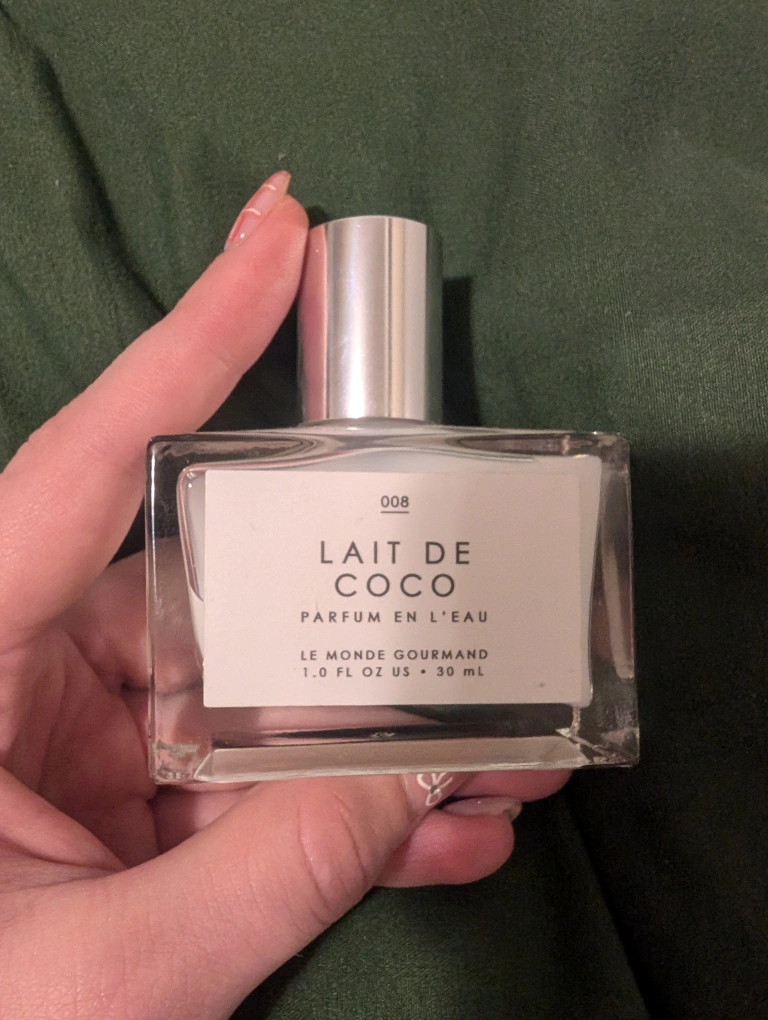 008
LAIT DE
COCO
PARFUM EN L'EAU
LE MONDE GOURMAND
1.0 FL OZ US • 30 mL